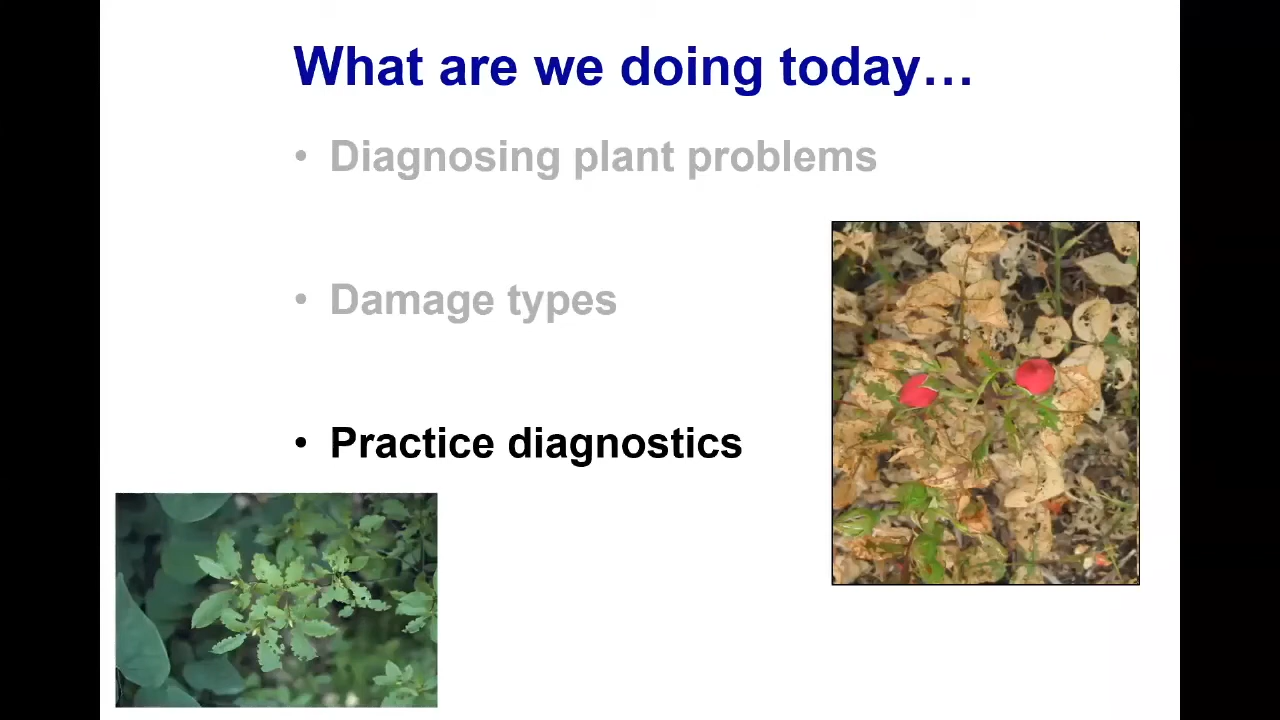 What are we doing today…
• Diagnosing plant problems
• Damage types
• Practice diagnostics